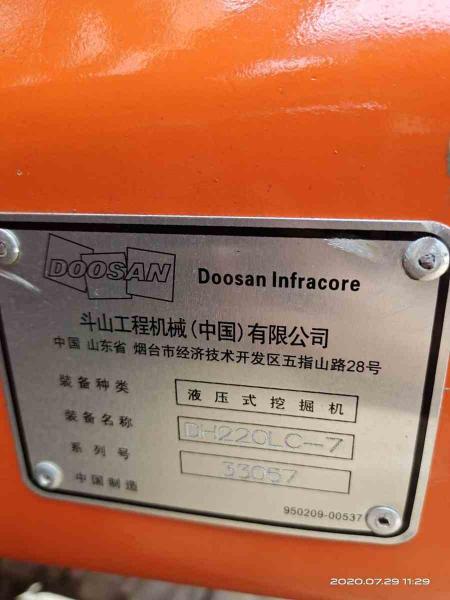 DOOSAN Doosan Infracore
斗山工程机械(中国)有限公司
中国 山东省 烟台市经济技术开发区五指山路28号
装备种类 液压式挖掘机
装备名称 DH220LC-7
系列号 33057
中国制造
950209-00537
2020.07.29 11:29